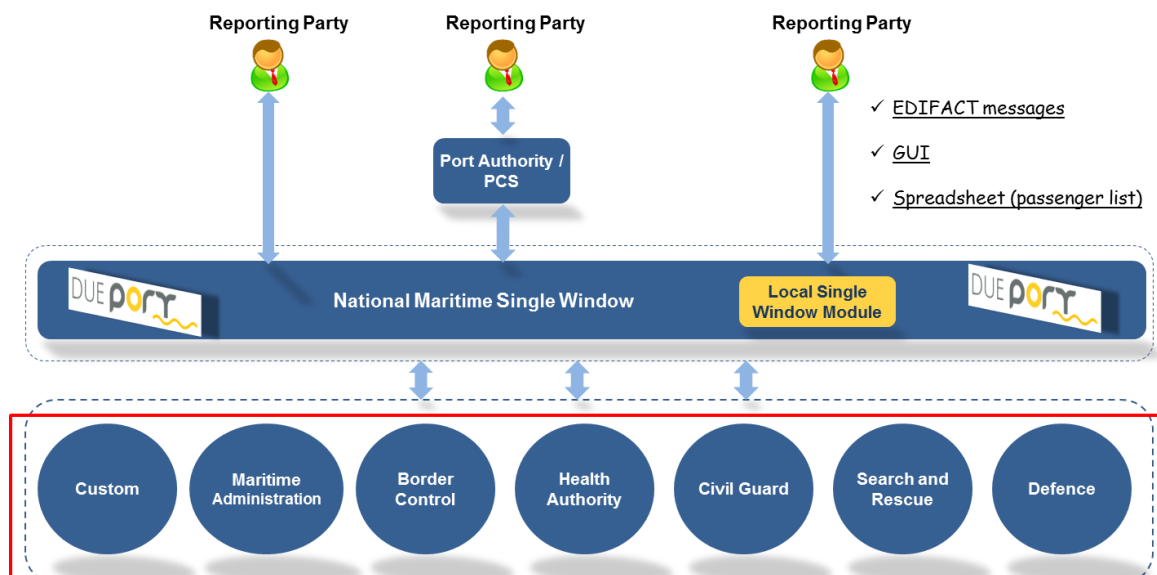 Reporting Party
Reporting Party
Reporting Party
✓ EDIFACT messages
Port Authority /
PCS
✓ GUI
✓ Spreadsheet (passenger list)
DUE PORT
National Maritime Single Window
Local Single
Window Module
DUE PORT
Custom
Maritime
Administration
Border
Control
Health
Authority
Civil Guard
Search and
Rescue
Defence